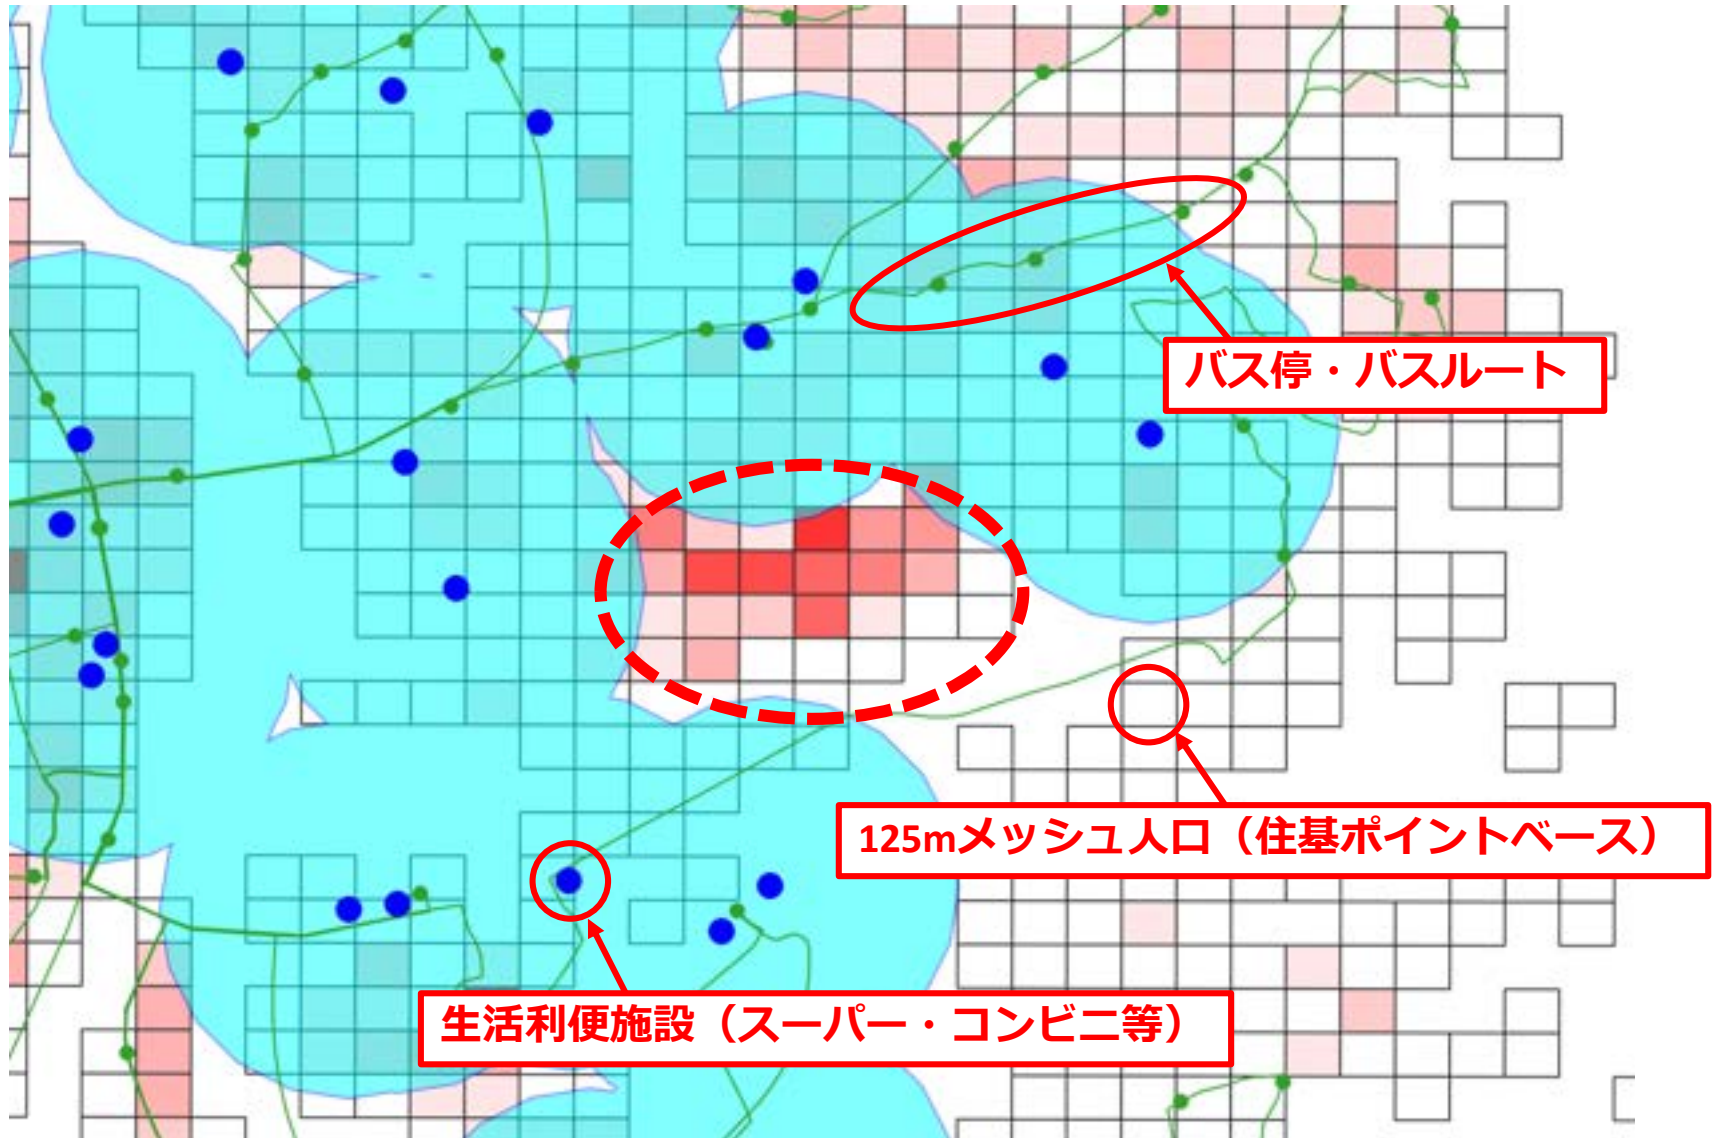 バス停・バスルート
125mメッシュ人口（住基ポイントベース）
生活利便施設（スーパー・コンビニ等）